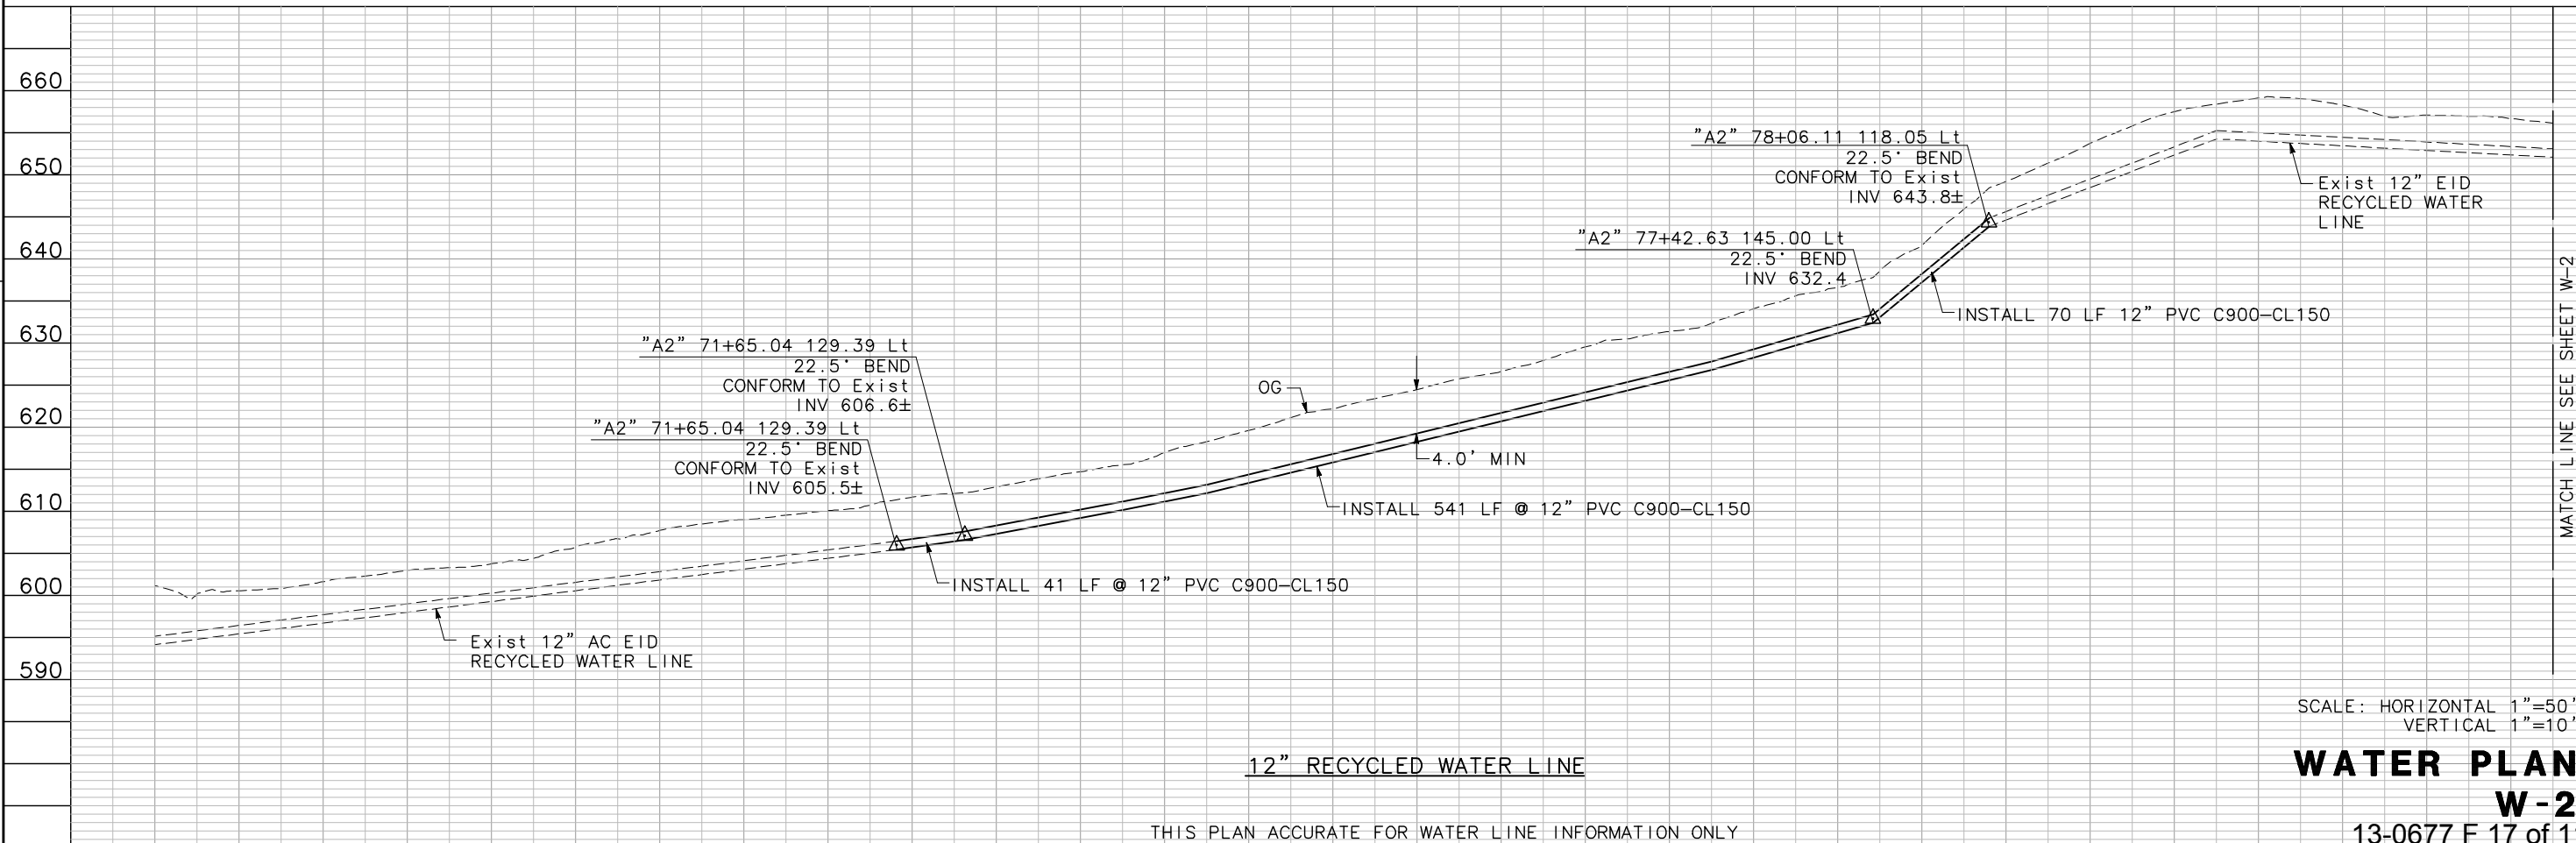 660
650
640
630
620
610
600
590
"A2" 78+06.11 118.05 Lt
22.5° BEND
CONFORM TO Exist
INV 643.8±
"A2" 77+42.63 145.00 Lt
22.5° BEND
INV 632.4
Exist 12" EID
RECYCLED WATER
LINE
INSTALL 70 LF 12" PVC C900-CL150
"A2" 71+65.04 129.39 Lt
22.5° BEND
CONFORM TO Exist
INV 606.6±
"A2" 71+65.04 129.39 Lt
22.5° BEND
CONFORM TO Exist
INV 605.5±
OG
4.0' MIN
INSTALL 541 LF @ 12" PVC C900-CL150
INSTALL 41 LF @ 12" PVC C900-CL150
Exist 12" AC EID
RECYCLED WATER LINE
MATCH LINE SEE SHEET W-2
SCALE: HORIZONTAL 1"=50'
VERTICAL 1"=10'
12" RECYCLED WATER LINE
WATER PLAN
W-2
THIS PLAN ACCURATE FOR WATER LINE INFORMATION ONLY
13-0677 F 17 of